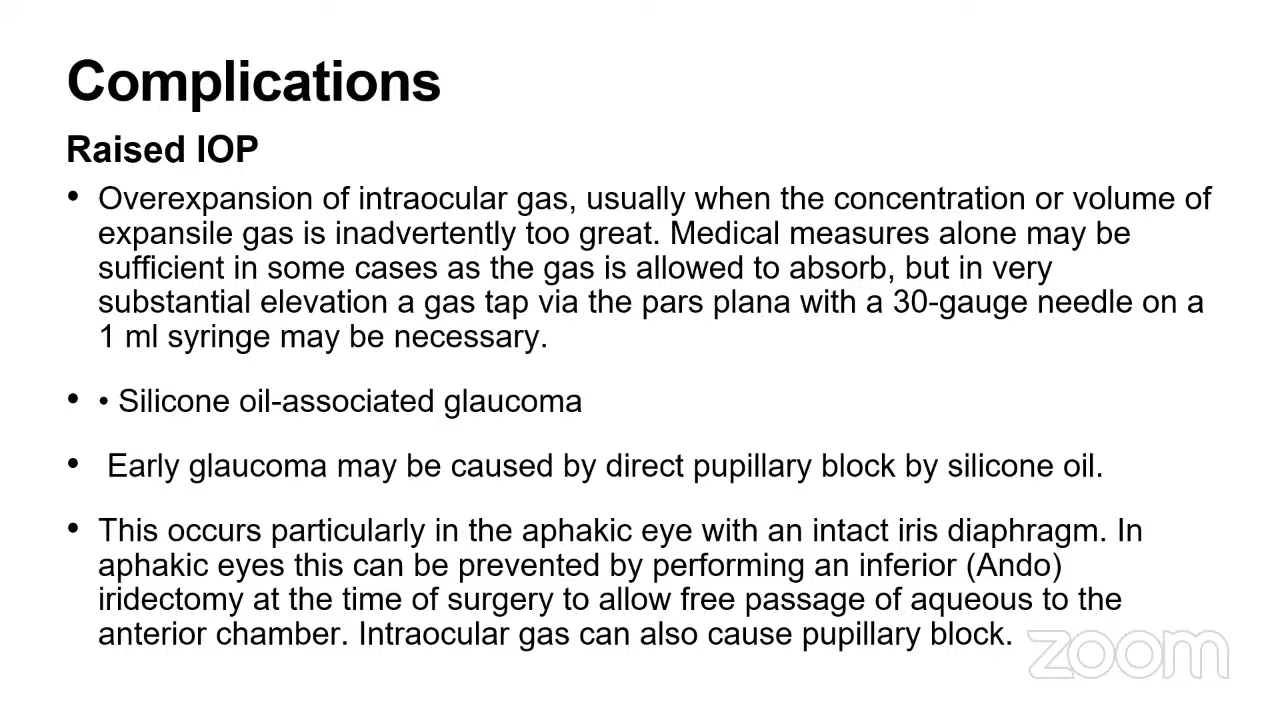 Complications
Raised IOP
• Overexpansion of intraocular gas, usually when the concentration or volume of
expansile gas is inadvertently too great. Medical measures alone may be
sufficient in some cases as the gas is allowed to absorb, but in very
substantial elevation a gas tap via the pars plana with a 30-gauge needle on a
1 ml syringe may be necessary.
• • Silicone oil-associated glaucoma
• Early glaucoma may be caused by direct pupillary block by silicone oil.
• This occurs particularly in the aphakic eye with an intact iris diaphragm. In
aphakic eyes this can be prevented by performing an inferior (Ando)
iridectomy at the time of surgery to allow free passage of aqueous to the
anterior chamber. Intraocular gas can also cause pupillary block.
zoom